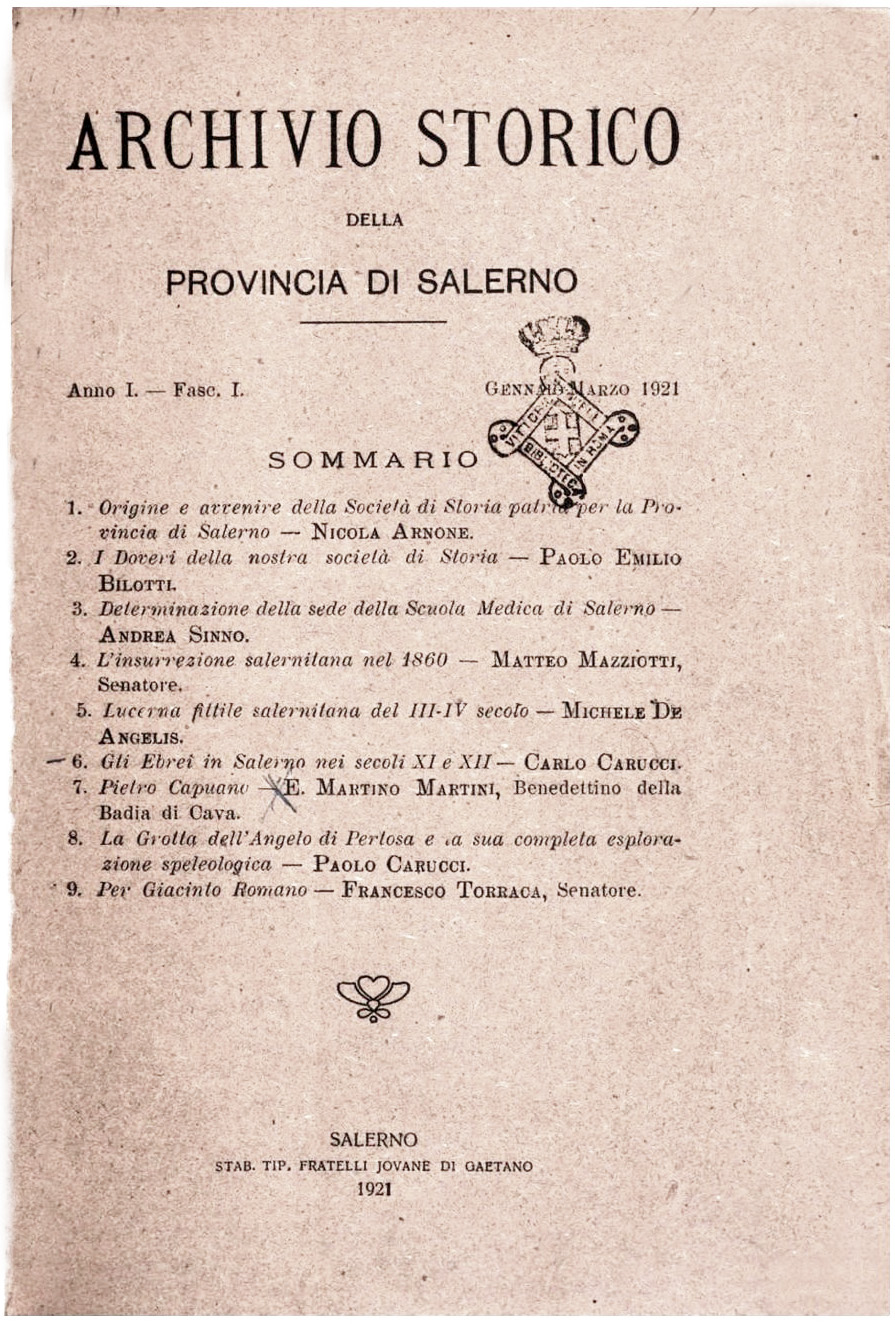 ARCHIVIO STORICO
DELLA
PROVINCIA DI SALERNO
Anno I. — Fasc. I.
GENNAIO-MARZO 1921
VITTORIO
IN ROMA
BIBLIOTECA
SOMMARIO
1. Origine e avvenire della Società di Storia patria per la Pro-
vincia di Salerno — NICOLA ARNONE.
2. I Doveri della nostra società di Storia — PAOLO EMILIO
BILOTTI.
3. Determinazione della sede della Scuola Medica di Salerno —
ANDREA SINNO.
4. L'insurrezione salernitana nel 1860 — MATTEO MAZZIOTTI,
Senatore.
5. Lucerna fittile salernitana del III-IV secolo — MICHELE DE
ANGELIS.
6. Gli Ebrei in Salerno nei secoli XI e XII — CARLO CARUCCI.
7. Pietro Capuano — E. MARTINO MARTINI, Benedettino della
Badia di Cava.
8. La Grotta dell'Angelo di Pertosa e la sua completa esplora-
zione speleologica — PAOLO CARUCCI.
9. Per Giacinto Romano — FRANCESCO TORRACA, Senatore.
SALERNO
STAB. TIP. FRATELLI JOVANE DI GAETANO
1921